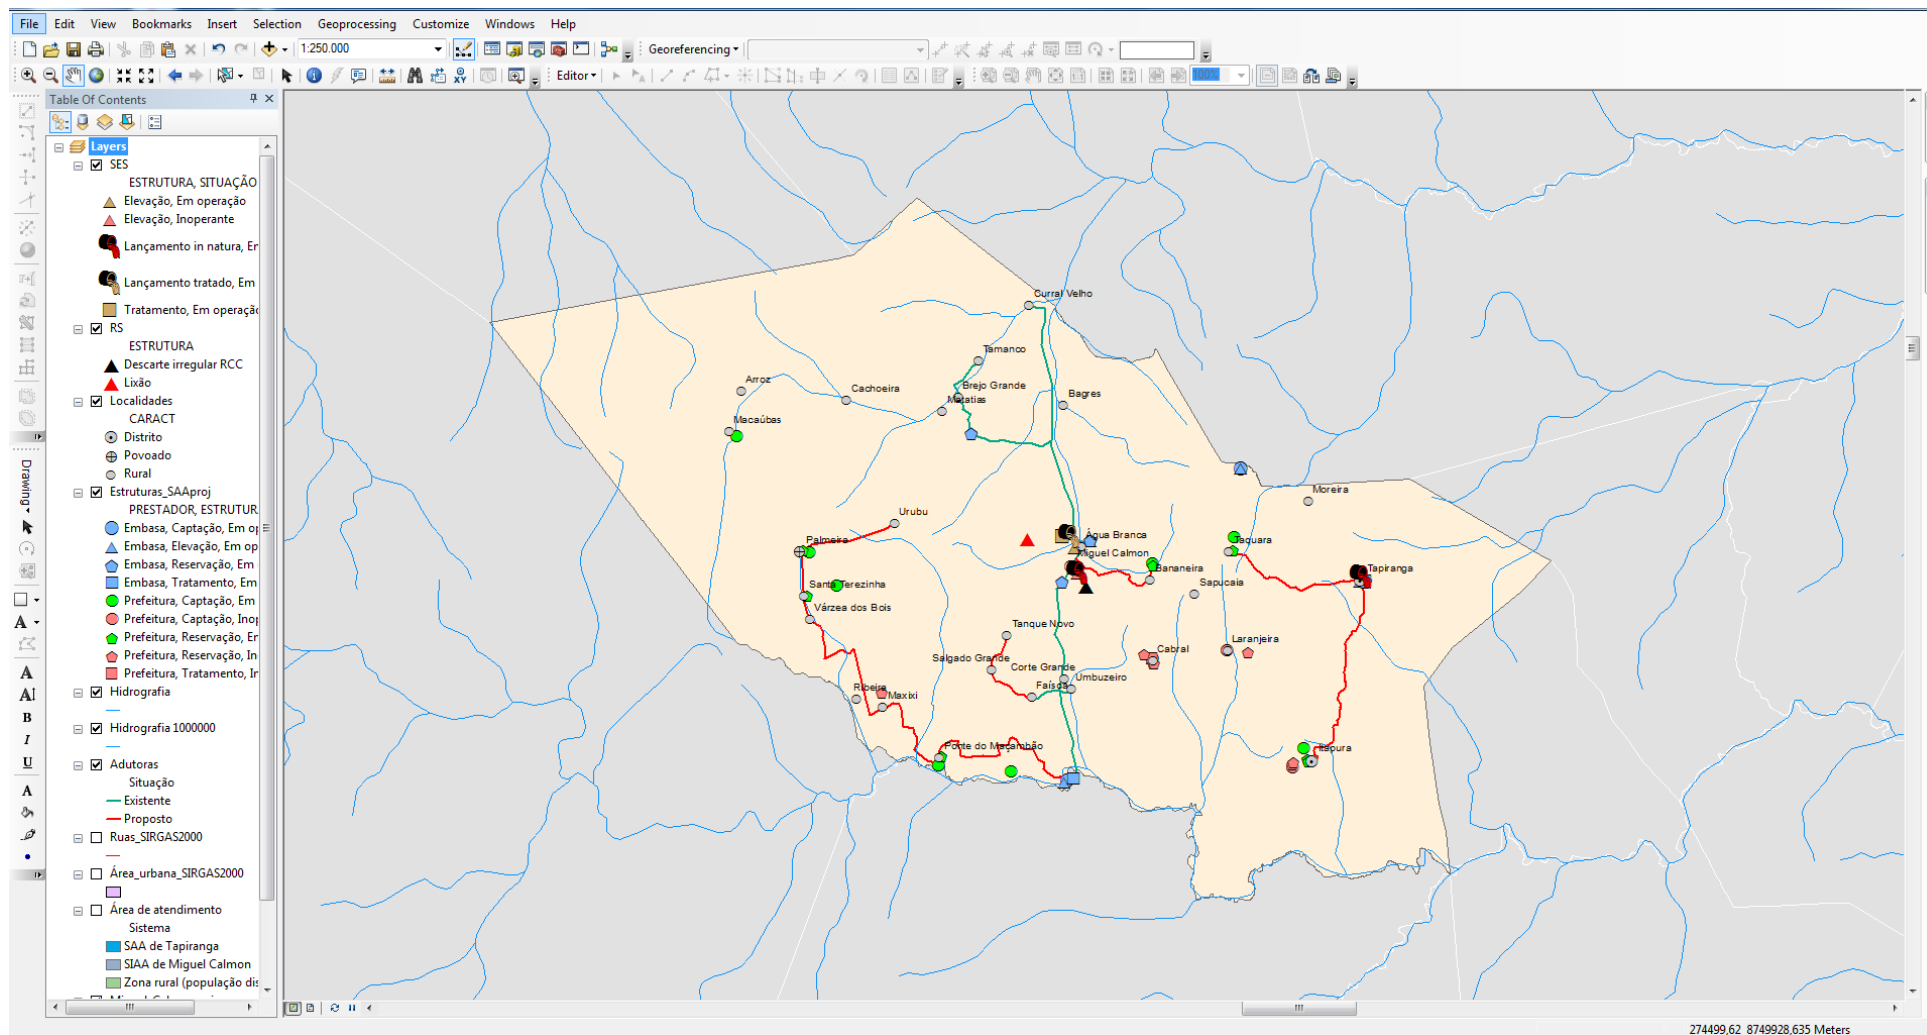 File Edit View Bookmarks Insert Selection Geoprocessing Customize Windows Help
1:250.000
Georeferencing
Editor
100%
Table Of Contents
Layers
SES
ESTRUTURA, SITUAÇÃO
Elevação, Em operação
Elevação, Inoperante
Lançamento in natura, Er
Lançamento tratado, Em
Tratamento, Em operaçã
RS
ESTRUTURA
Descarte irregular RCC
Lixão
Localidades
CARACT
Distrito
Povoado
Rural
Estruturas_SAAproj
PRESTADOR, ESTRUTUR
Embasa, Captação, Em op
Embasa, Elevação, Em op
Embasa, Reservação, Em
Embasa, Tratamento, Em
Prefeitura, Captação, Em
Prefeitura, Captação, Inop
Prefeitura, Reservação, Er
Prefeitura, Reservação, In
Prefeitura, Tratamento, Ir
Hidrografia
Hidrografia 1000000
Adutoras
Situação
Existente
Proposto
Ruas_SIRGAS2000
Área_urbana_SIRGAS2000
Área de atendimento
Sistema
SAA de Tapiranga
SIAA de Miguel Calmon
Zona rural (população dis
Drawing
A
A
A
B
I
U
A
Curral Velho
Tamanco
Arroz
Brejo Grande
Cachoeira
Bagres
Matatias
Macaúbas
Moreira
Urubu
Água Branca
Palmeira
Taquara
Miguel Calmon
Bananeira
Tapiranga
Santa Terezinha
Sapucaia
Várzea dos Bois
Tanque Novo
Laranjeira
Cabral
Salgado Grande
Corte Grande
Umbuzeiro
Ribeira
Faísca
Maxixi
Ponte do Maçambão
Itapura
274499,62 8749928,635 Meters